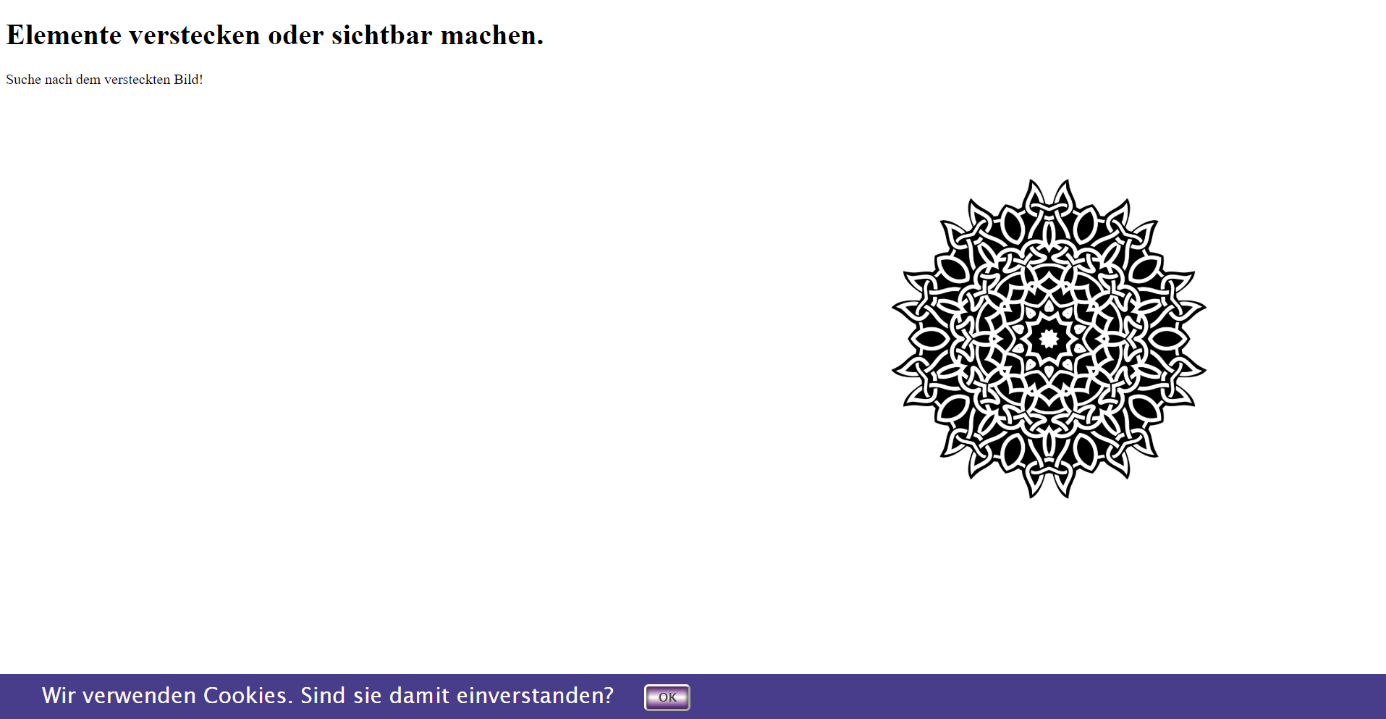 Elemente verstecken oder sichtbar machen.
Suche nach dem versteckten Bild!
Wir verwenden Cookies. Sind sie damit einverstanden? OK